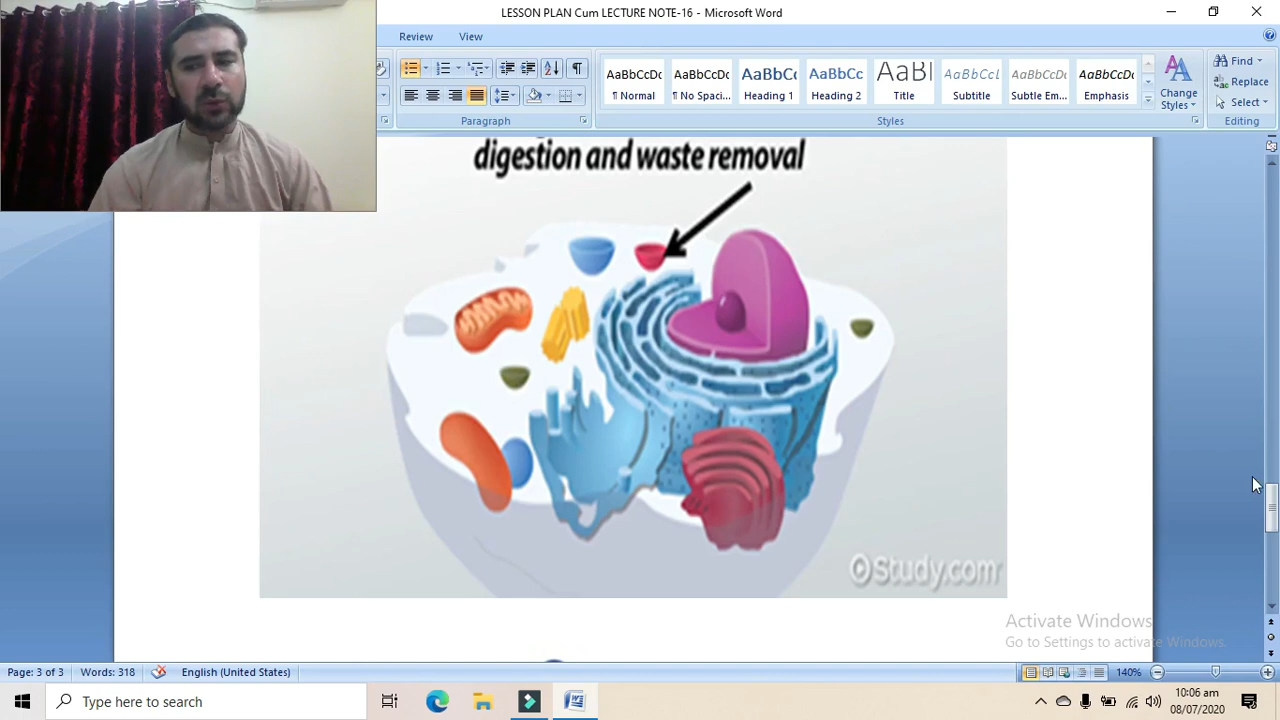 LESSON PLAN Cum LECTURE NOTE-16 - Microsoft Word
Review View
Find
Replace
Select
AaBbCcDc AaBbCcDc AaBbCc AaBbCc AaBl AaBbCcL AaBbCcDc AaBbCcDc
¶ Normal ¶ No Spaci... Heading 1 Heading 2 Title Subtitle Subtle Em... Emphasis
Change
Styles
Paragraph Styles Editing
digestion and waste removal
Study.com
Activate Windows
Go to Settings to activate Windows.
Page: 3 of 3 Words: 318 English (United States) 140%
Type here to search
10:06 am
08/07/2020